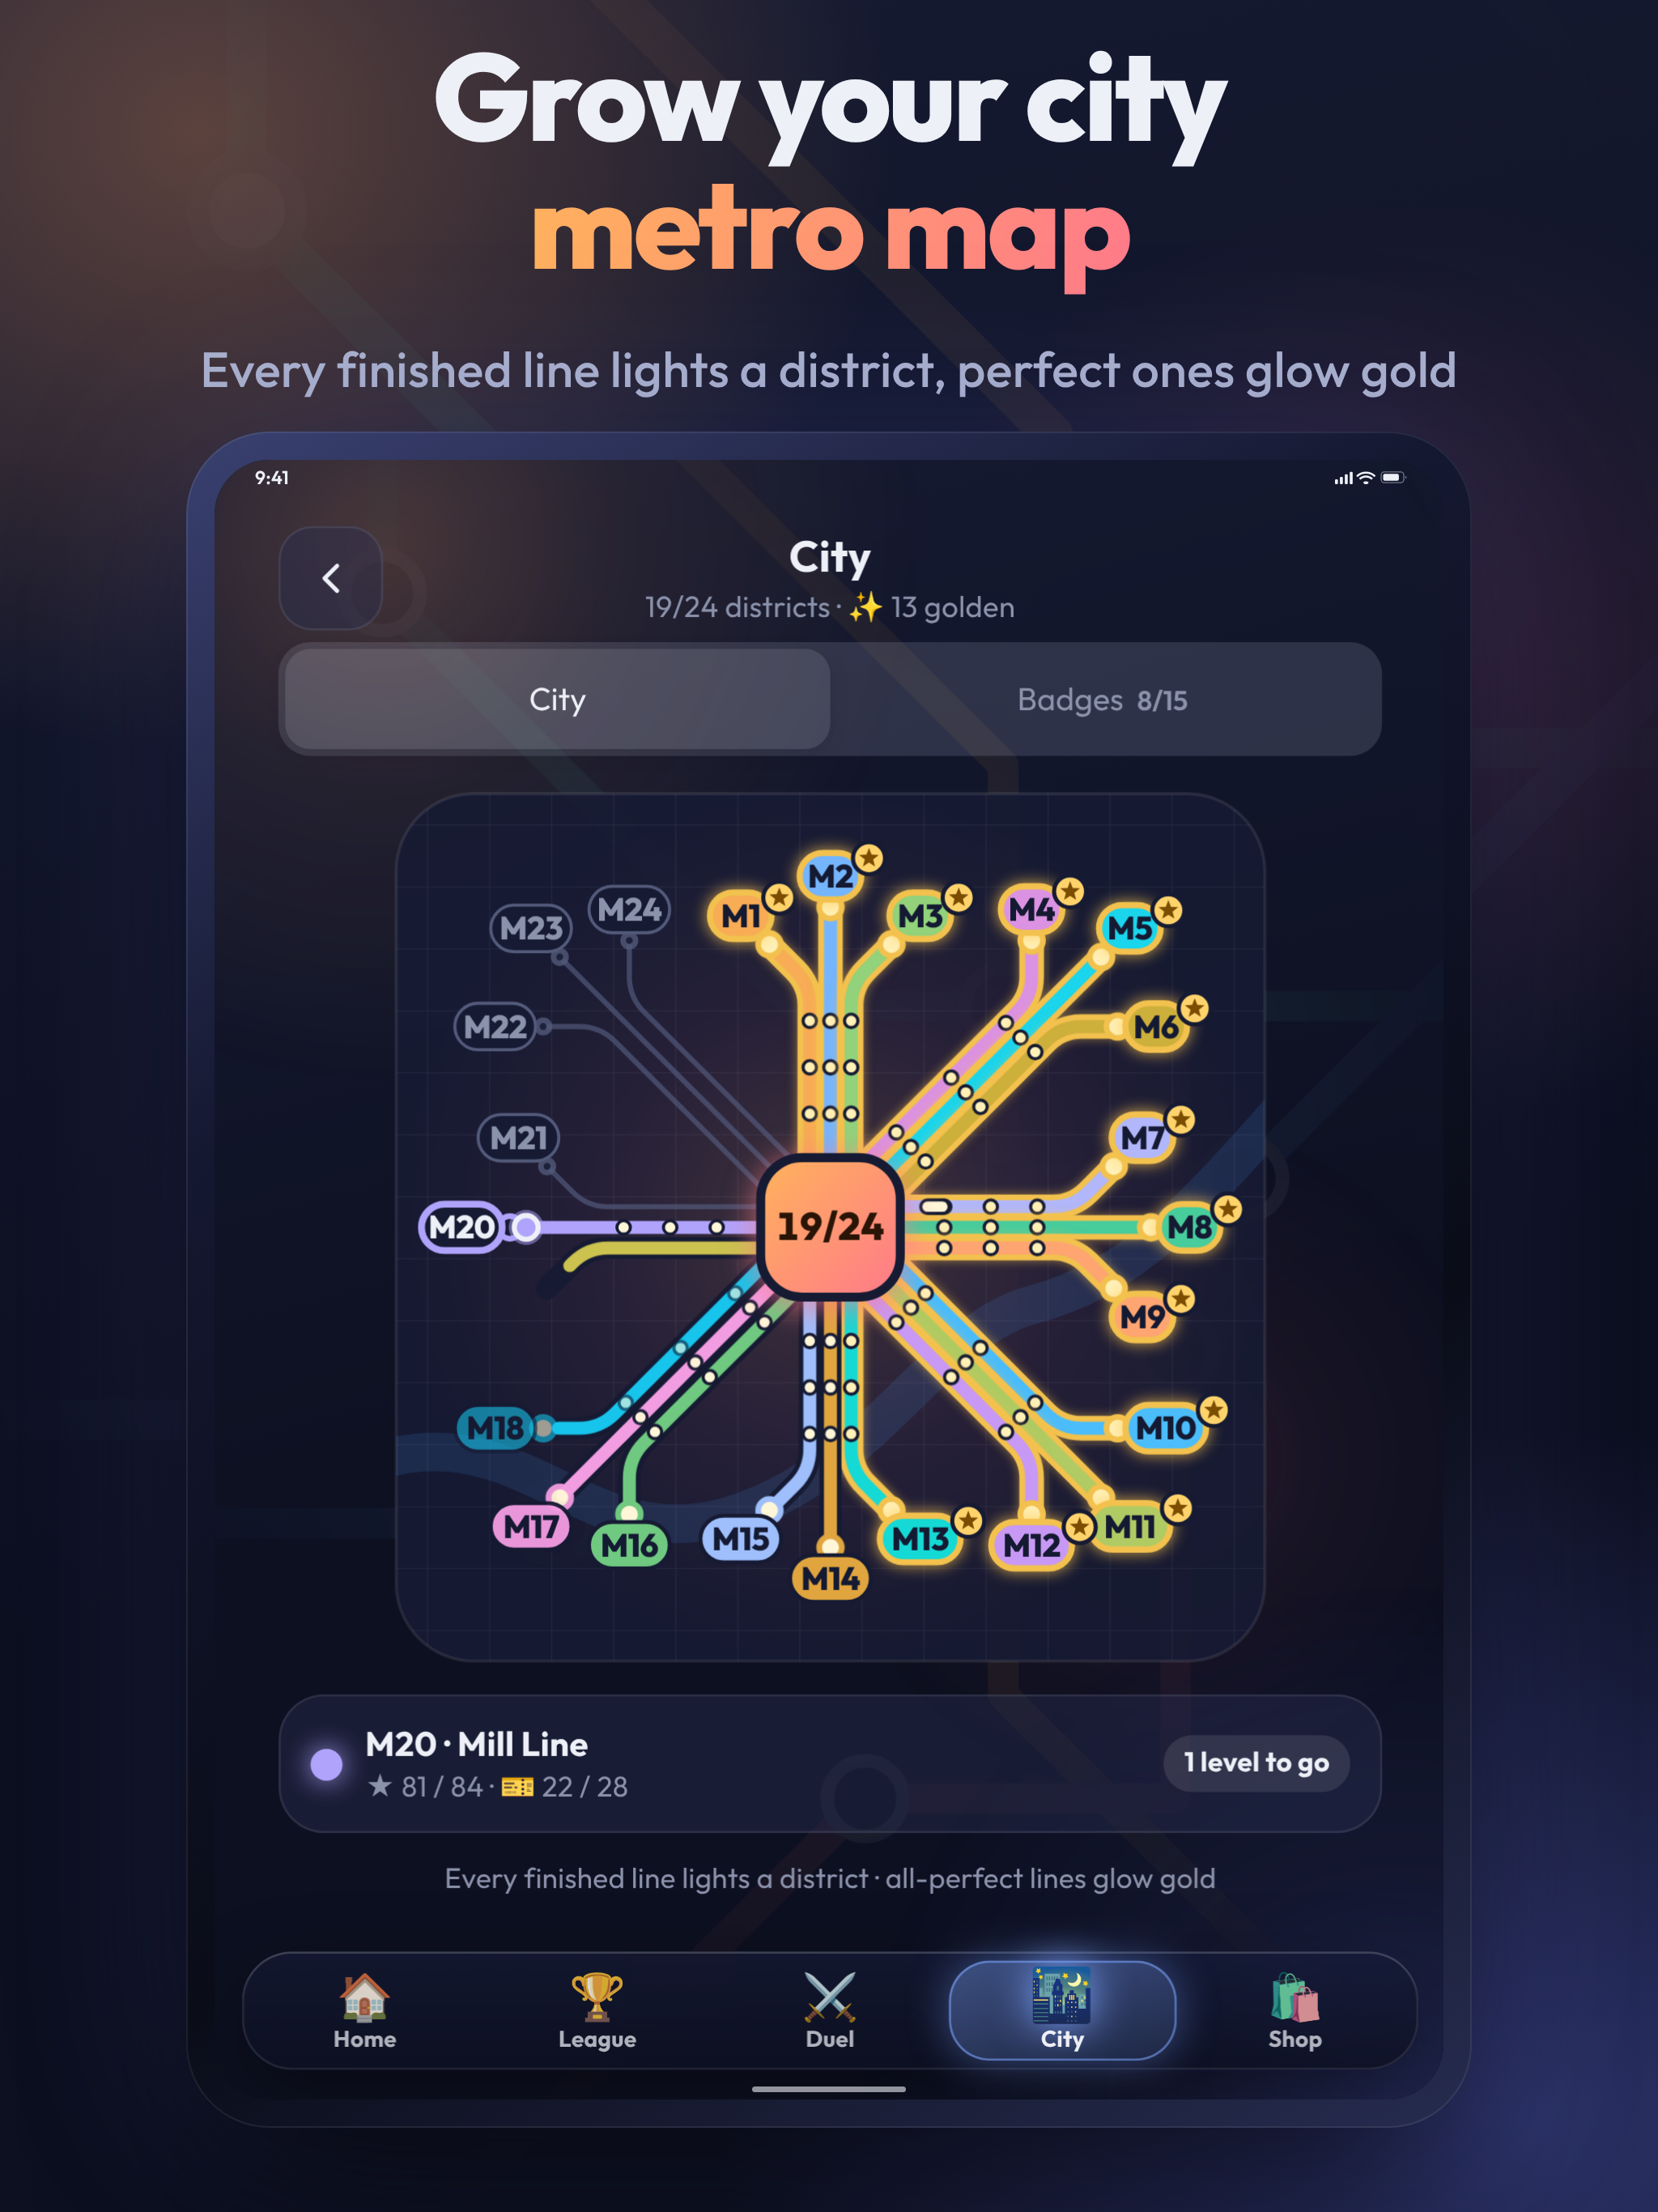 Grow your city
metro map
Every finished line lights a district, perfect ones glow gold
9:41
City
19/24 districts · ✨ 13 golden
City
Badges 8/15
M2
M1
M3
M4
M5
M24
M23
M22
M6
M21
M7
M20
19/24
M8
M9
M18
M10
M17
M16
M15
M14
M13
M12
M11
M20 · Mill Line
★ 81 / 84 · 🎫 22 / 28
1 level to go
Every finished line lights a district · all-perfect lines glow gold
Home
League
Duel
City
Shop